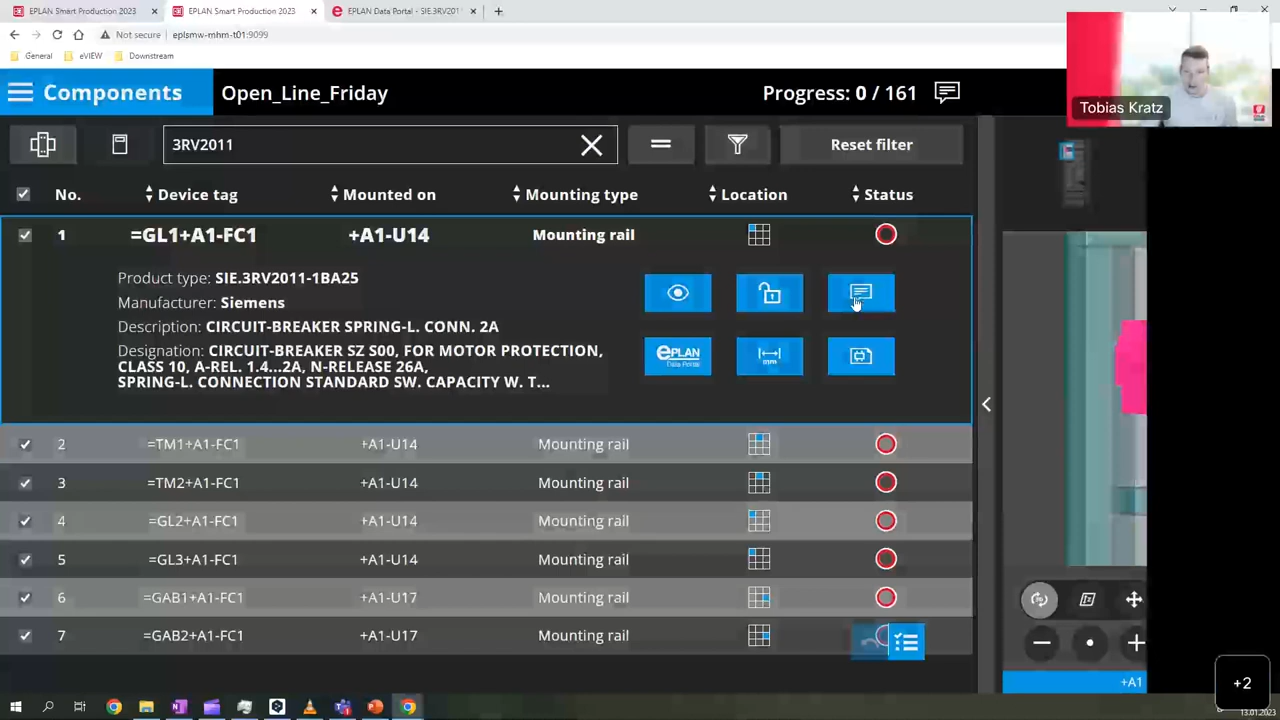 EPLAN Smart Production 2023
EPLAN Smart Production 2023
EPLAN Data Portal - SIE.3RV201
Not secure
eplsmw-mhm-t01:9099
General
eVIEW
Downstream
Components
Open_Line_Friday
Progress: 0 / 161
Tobias Kratz
3RV2011
Reset filter
No.
Device tag
Mounted on
Mounting type
Location
Status
1
=GL1+A1-FC1
+A1-U14
Mounting rail
Product type: SIE.3RV2011-1BA25
Manufacturer: Siemens
Description: CIRCUIT-BREAKER SPRING-L. CONN. 2A
Designation: CIRCUIT-BREAKER SZ S00, FOR MOTOR PROTECTION,
CLASS 10, A-REL. 1.4...2A, N-RELEASE 26A,
SPRING-L. CONNECTION STANDARD SW. CAPACITY W. T...
ePLAN
Data Portal
mm
2
=TM1+A1-FC1
+A1-U14
Mounting rail
3
=TM2+A1-FC1
+A1-U14
Mounting rail
4
=GL2+A1-FC1
+A1-U14
Mounting rail
5
=GL3+A1-FC1
+A1-U14
Mounting rail
6
=GAB1+A1-FC1
+A1-U17
Mounting rail
7
=GAB2+A1-FC1
+A1-U17
Mounting rail
+A1
+2
13.01.2023